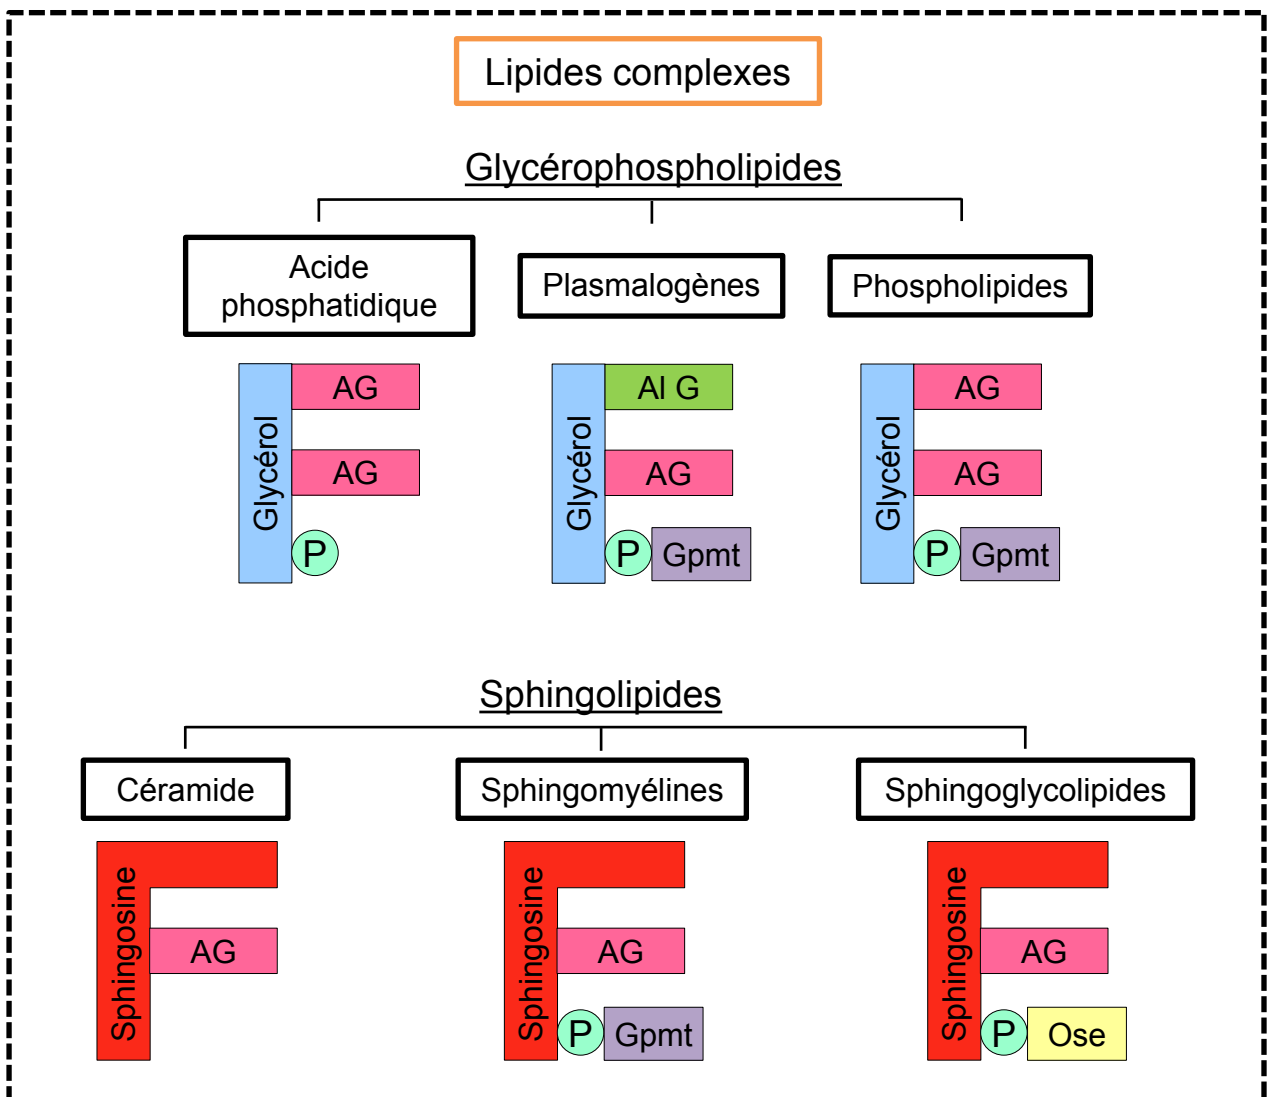 Lipides complexes
Glycérophospholipides
Acide
phosphatidique
Plasmalogènes
Phospholipides
Glycérol
AG
AG
P
Glycérol
Al G
AG
P
Gpmt
Glycérol
AG
AG
P
Gpmt
Sphingolipides
Céramide
Sphingomyélines
Sphingoglycolipides
Sphingosine
AG
Sphingosine
AG
P
Gpmt
Sphingosine
AG
P
Ose